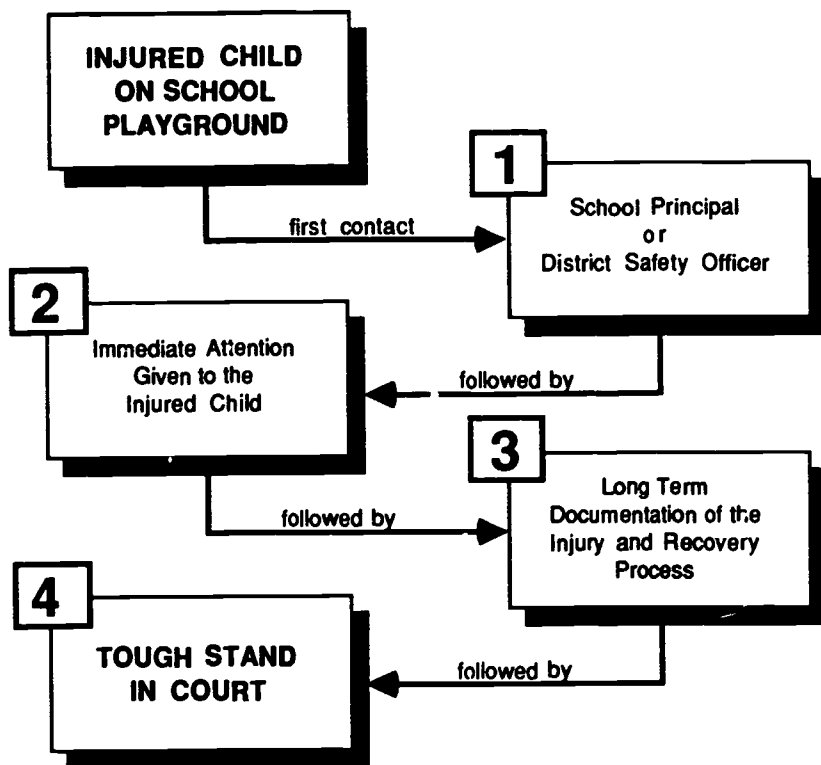 INJURED CHILD
ON SCHOOL
PLAYGROUND
first contact
1
School Principal
or
District Safety Officer
followed by
2
Immediate Attention
Given to the
Injured Child
followed by
3
Long Term
Documentation of the
Injury and Recovery
Process
followed by
4
TOUGH STAND
IN COURT